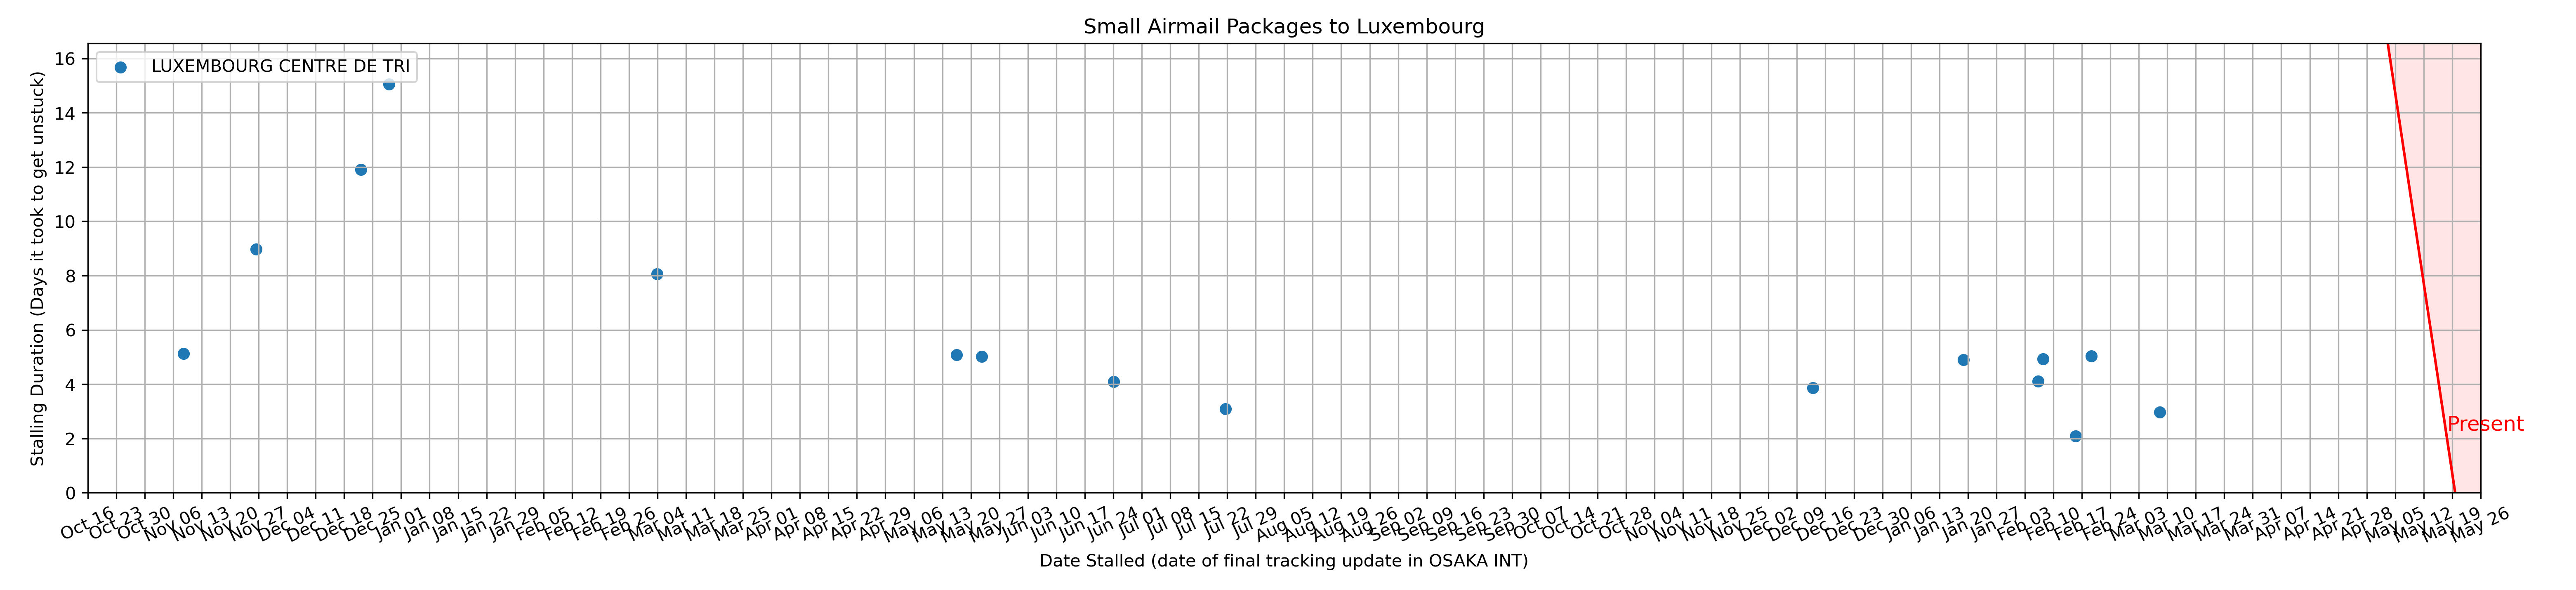 Small Airmail Packages to Luxembourg
LUXEMBOURG CENTRE DE TRI
Stalling Duration (Days it took to get unstuck)
16
14
12
10
8
6
4
2
0
Present
Oct 16 Oct 23 Oct 30 Nov 06 Nov 13 Nov 20 Nov 27 Dec 04 Dec 11 Dec 18 Dec 25 Jan 01 Jan 08 Jan 15 Jan 22 Jan 29 Feb 05 Feb 12 Feb 19 Feb 26 Mar 04 Mar 11 Mar 18 Mar 25 Apr 01 Apr 08 Apr 15 Apr 22 Apr 29 May 06 May 13 May 20 May 27 Jun 03 Jun 10 Jun 17 Jun 24 Jul 01 Jul 08 Jul 15 Jul 22 Jul 29 Aug 05 Aug 12 Aug 19 Aug 26 Sep 02 Sep 09 Sep 16 Sep 23 Sep 30 Oct 07 Oct 14 Oct 21 Oct 28 Nov 04 Nov 11 Nov 18 Nov 25 Dec 02 Dec 09 Dec 16 Dec 23 Dec 30 Jan 06 Jan 13 Jan 20 Jan 27 Feb 03 Feb 10 Feb 17 Feb 24 Mar 03 Mar 10 Mar 17 Mar 24 Mar 31 Apr 07 Apr 14 Apr 21 Apr 28 May 05 May 12 May 19 May 26
Date Stalled (date of final tracking update in OSAKA INT)